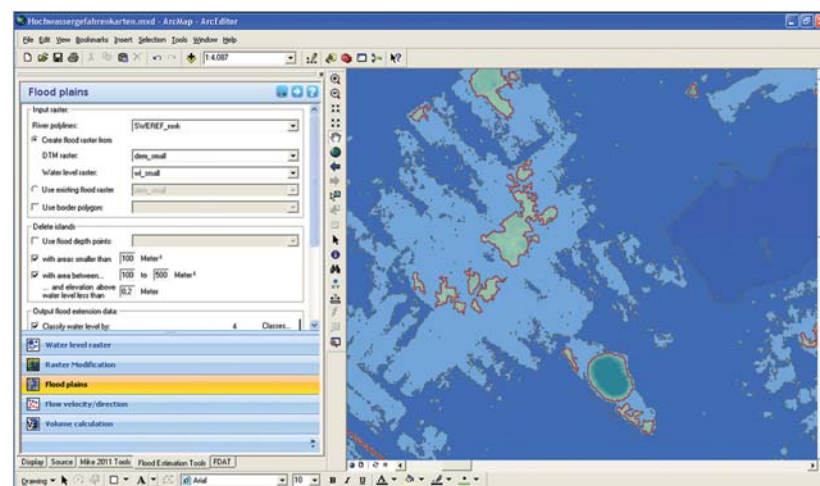 Hochwassergefahrenkarten.mxd - ArcMap - ArcEditor
File Edit View Bookmarks Insert Selection Tools Window Help
1:4.087
Flood plains
Input raster:
River polylines: SWEREF_nwk
Create flood raster from
DTM raster: dem_small
Water level raster: wl_small
Use existing flood raster dem_small
Use border polygon:
Delete islands
Use flood depth points:
with areas smaller than 100 Meter²
with area between... 100 to 500 Meter²
... and elevation above
water level less than 0,2 Meter
Output flood extension data:
Classify water level by: 4 Classes...
Water level raster
Raster Modification
Flood plains
Flow velocity/direction
Volume calculation
Display Source Mike 2011 Tools Flood Estimation Tools FDAT
Drawing A Arial 10 B I U A